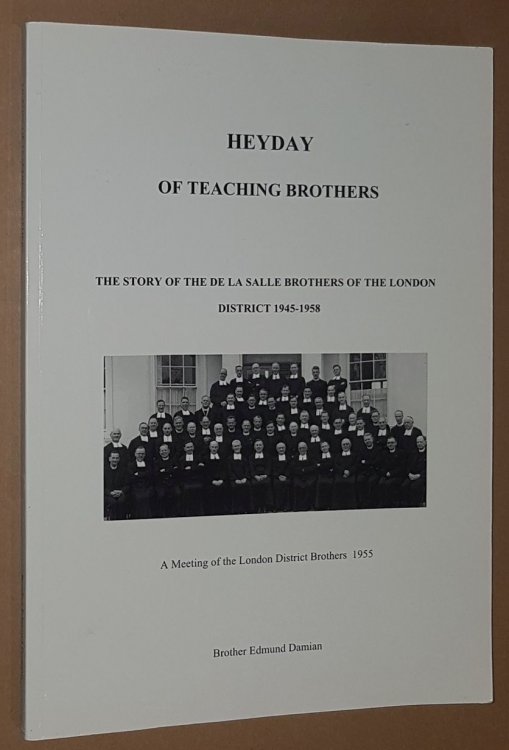 HEYDAY
OF TEACHING BROTHERS
THE STORY OF THE DE LA SALLE BROTHERS OF THE LONDON
DISTRICT 1945-1958
A Meeting of the London District Brothers 1955
Brother Edmund Damian